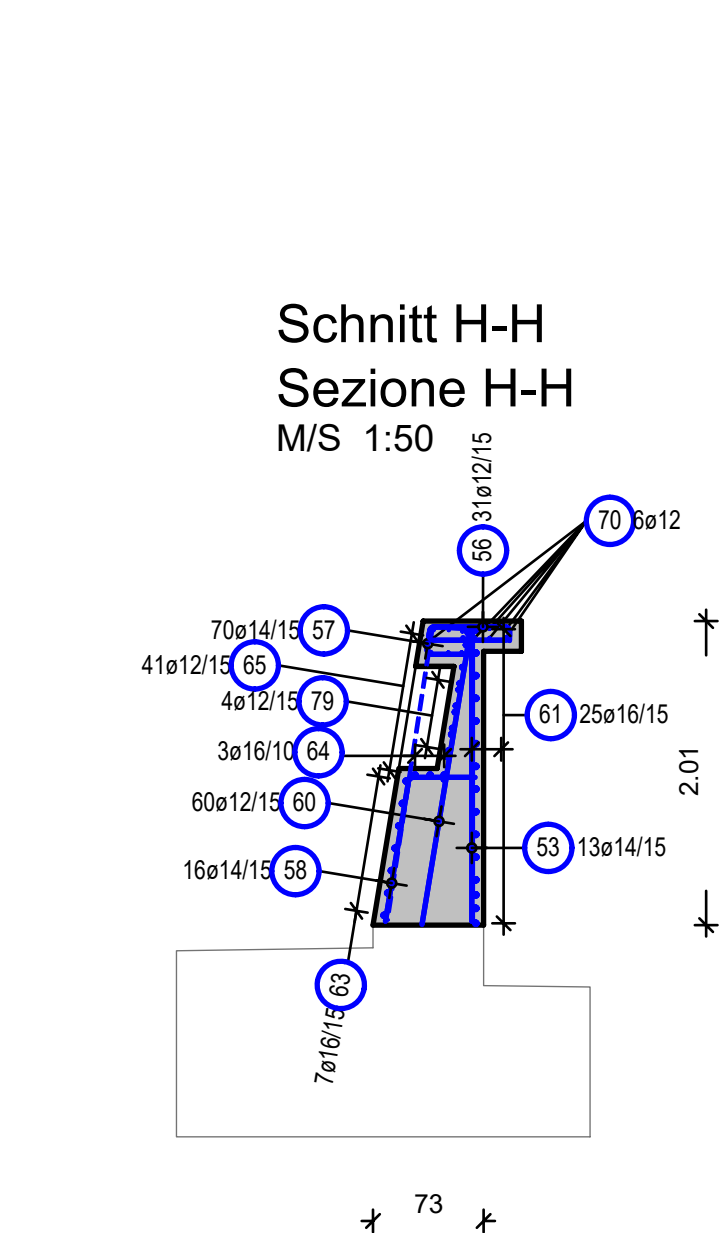 Schnitt H-H
Sezione H-H
M/S 1:50
56 31ø12/15
70 6ø12
70ø14/15 57
41ø12/15 65
4ø12/15 79
61 25ø16/15
3ø16/10 64
2.01
60ø12/15 60
53 13ø14/15
16ø14/15 58
7ø16/15 63
73